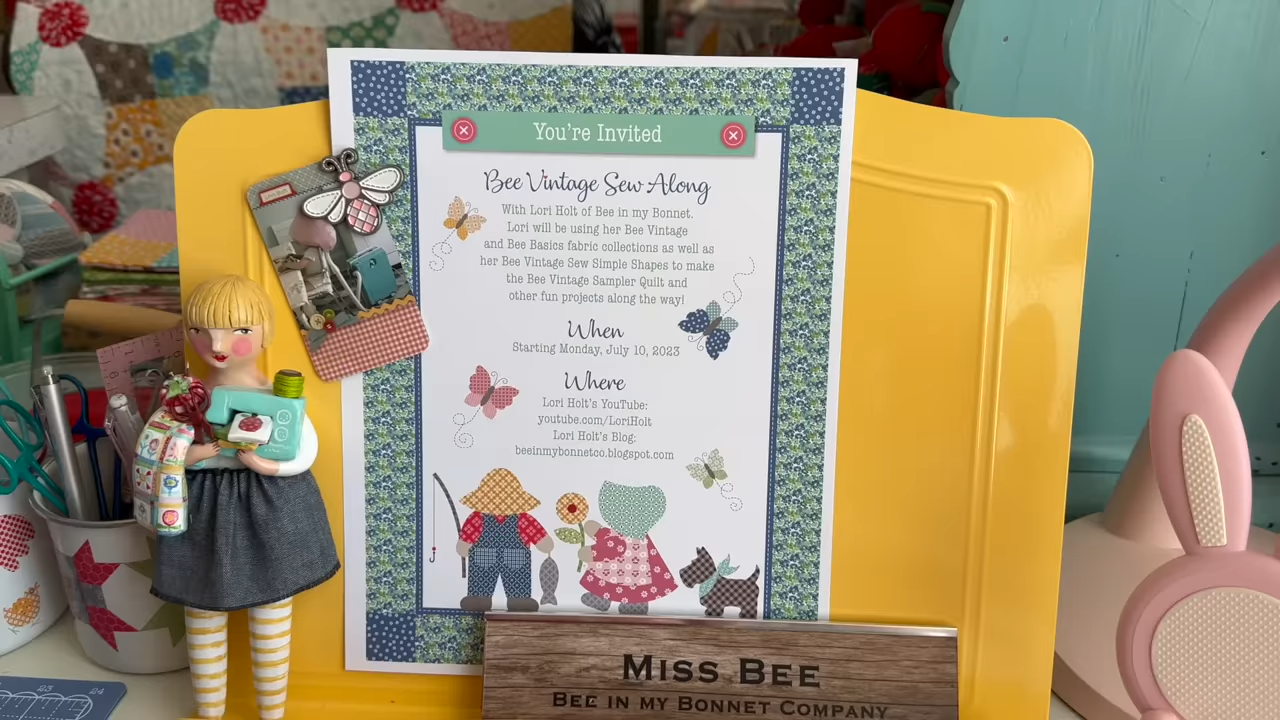 You're Invited
Bee Vintage Sew Along
With Lori Holt of Bee in my Bonnet.
Lori will be using her Bee Vintage
and Bee Basics fabric collections as well as
her Bee Vintage Sew Simple Shapes to make
the Bee Vintage Sampler Quilt and
other fun projects along the way!
When
Starting Monday, July 10, 2023
Where
Lori Holt's YouTube:
youtube.com/LoriHolt
Lori Holt's Blog:
beeinmybonnetco.blogspot.com
Miss Bee
Bee in my Bonnet Company
23 24